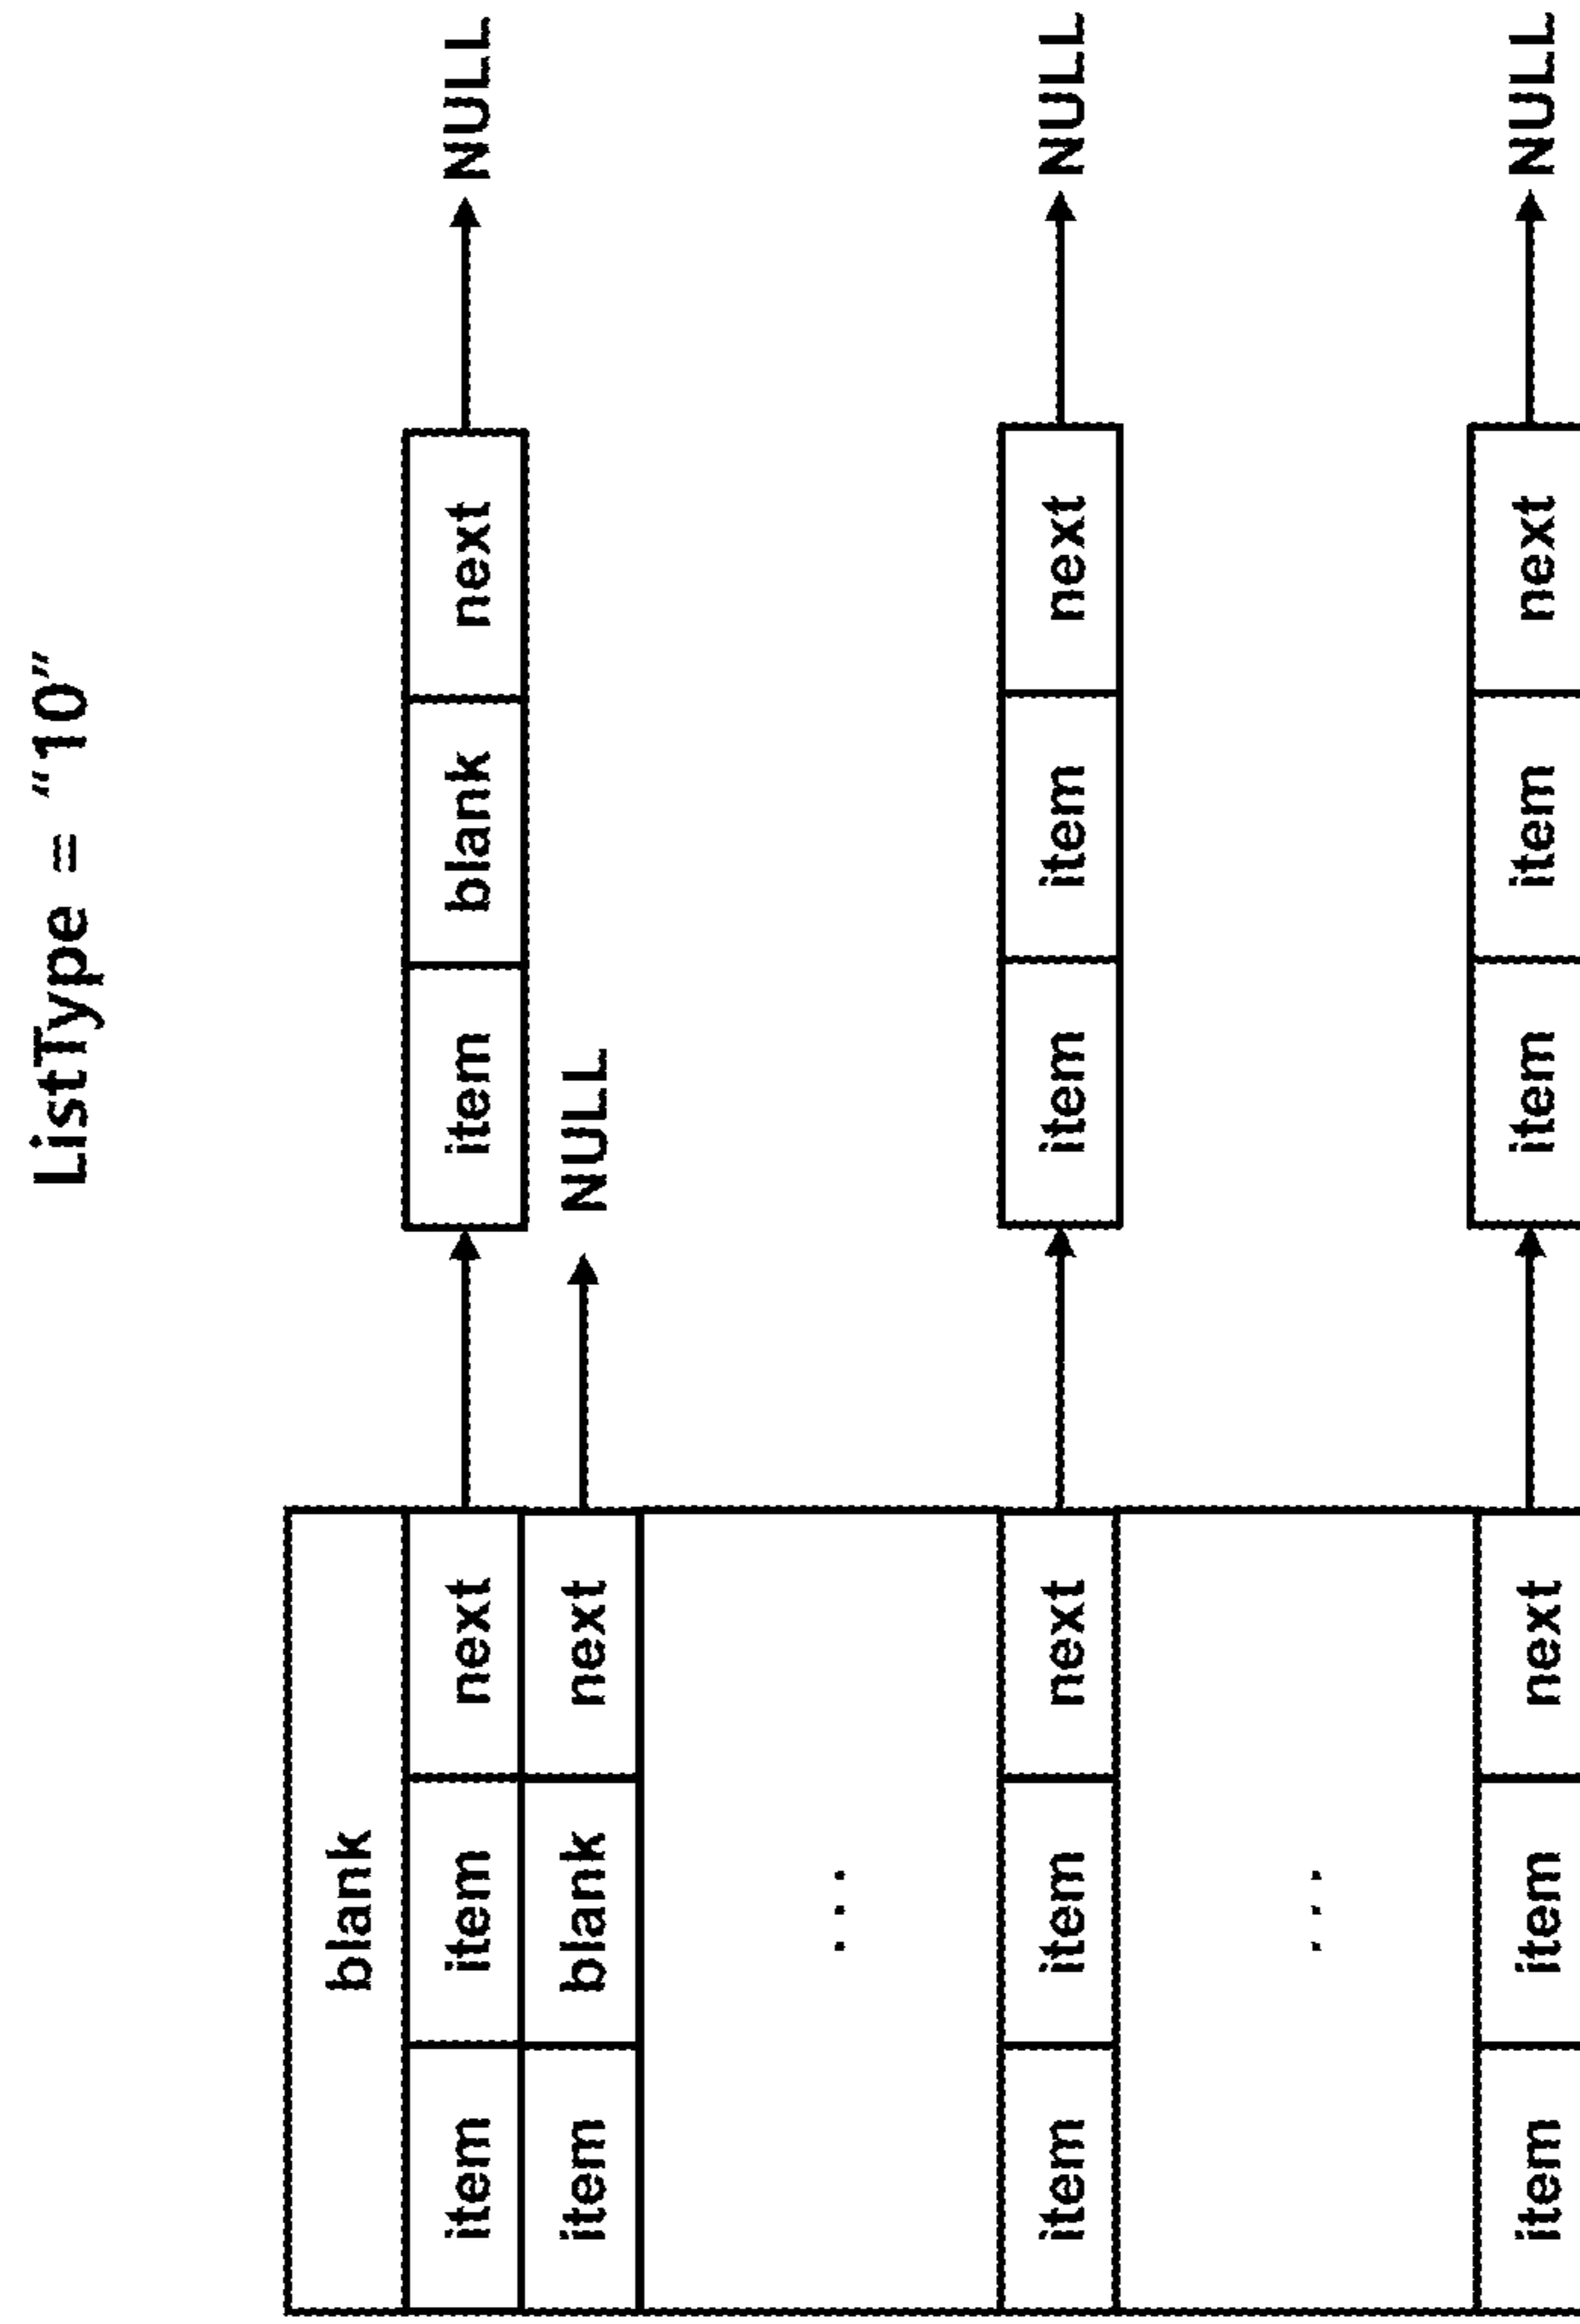 ListType = “10”
blank
item item next item blank next NULL
item blank next NULL
...
item item next item item next NULL
...
item item next item item next NULL